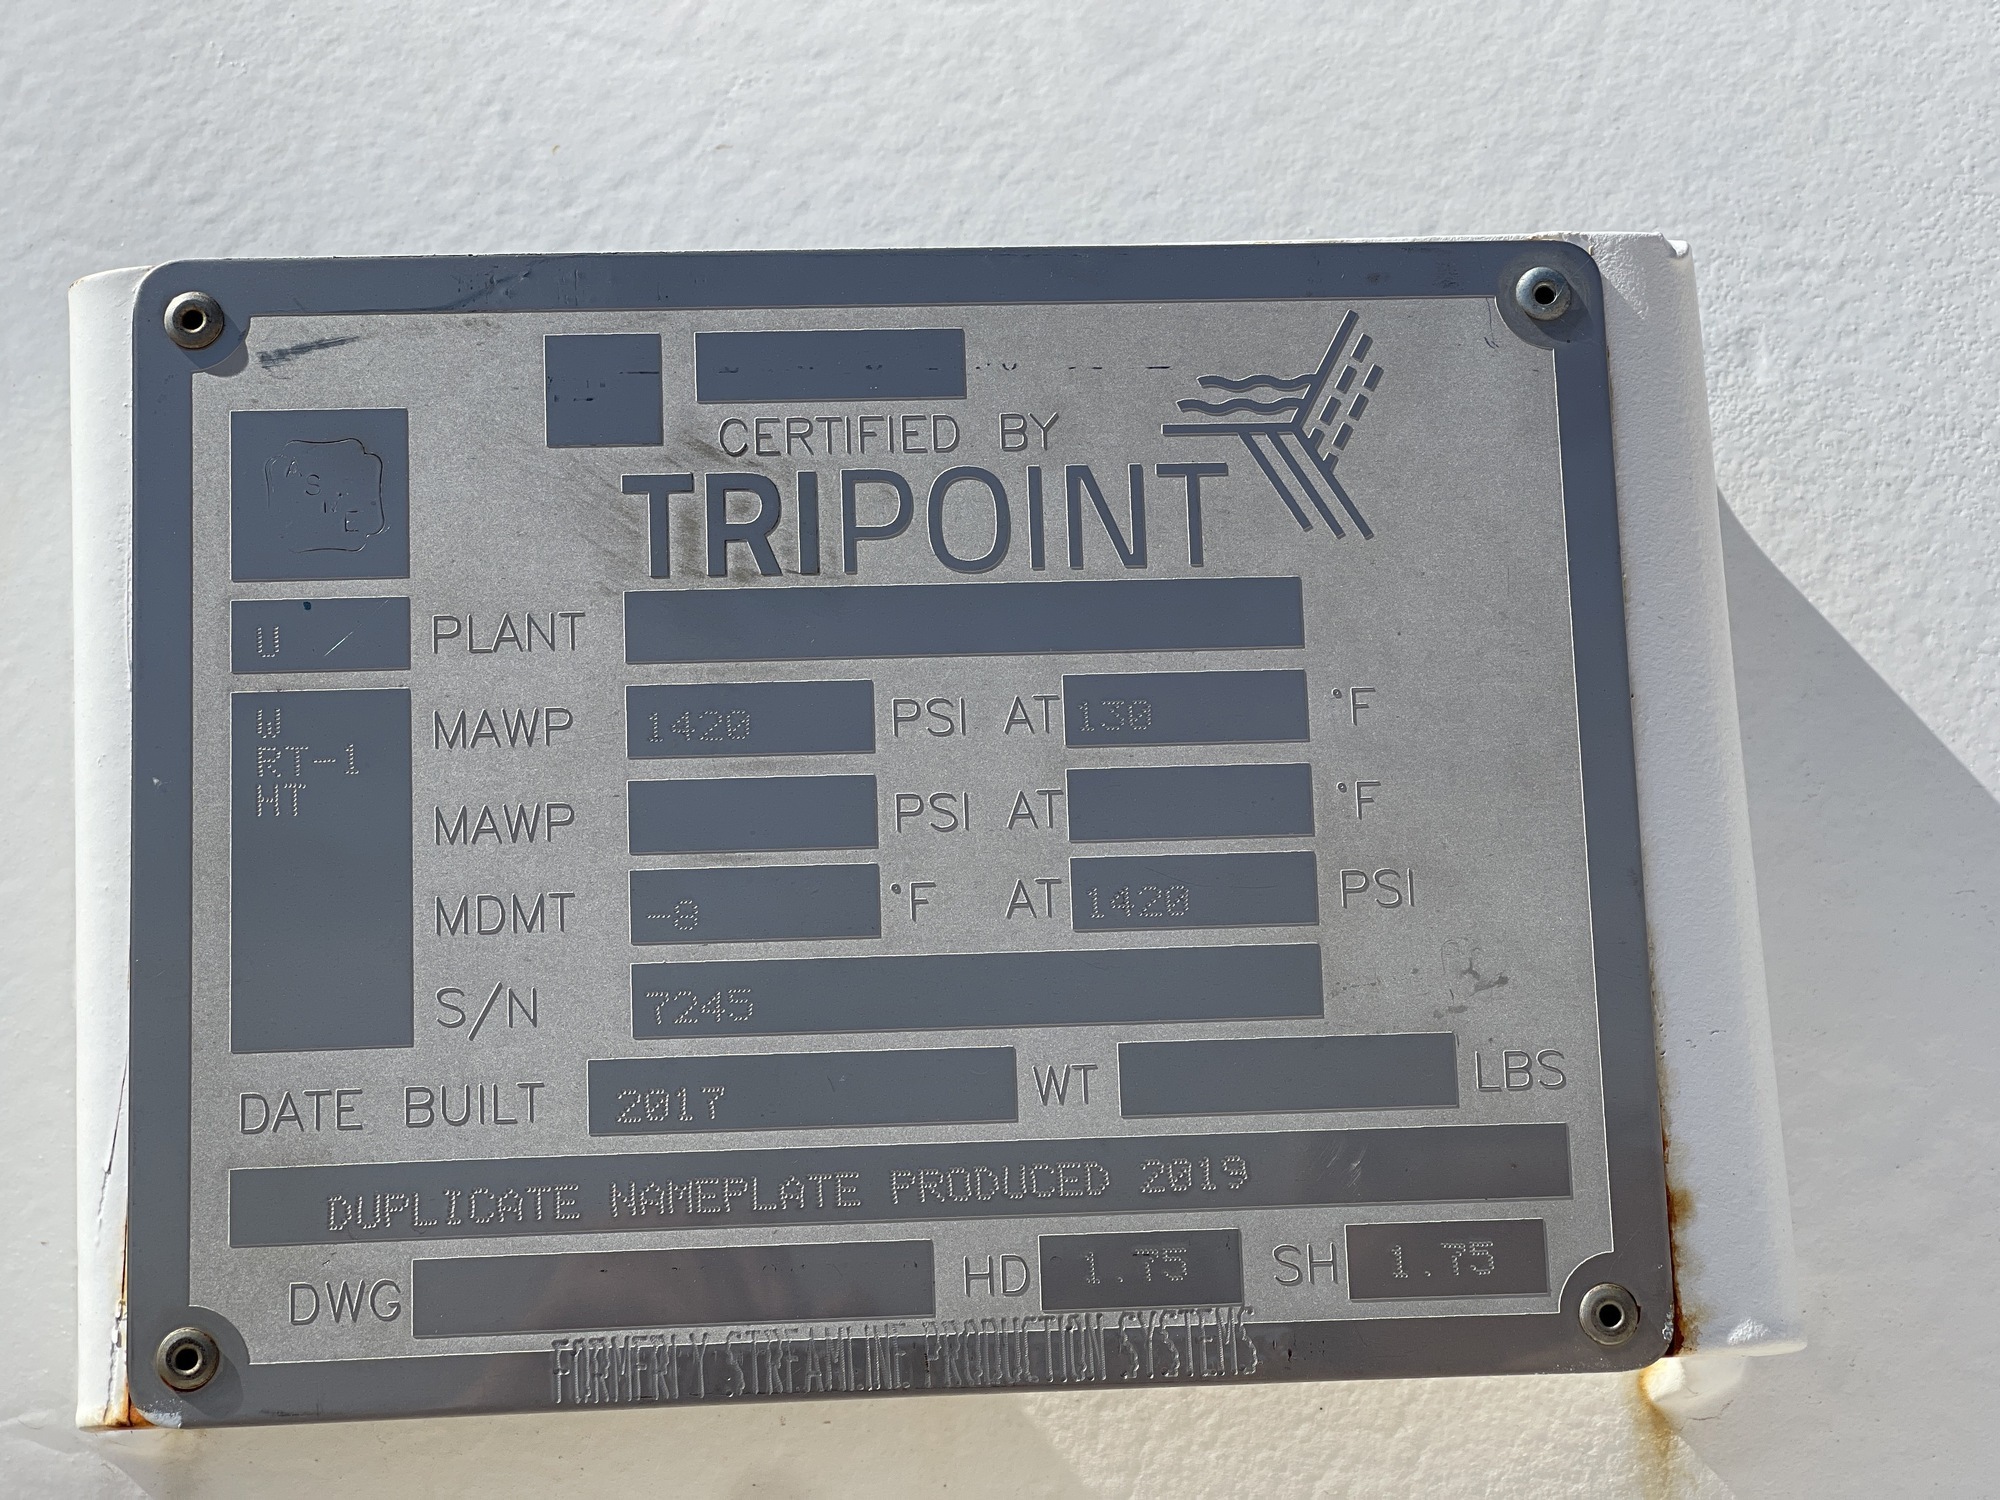 CERTIFIED BY
TRIPOINT
ASME
U
PLANT
W
RT-1
HT
MAWP 1420 PSI AT 130 °F
MAWP PSI AT °F
MDMT -8 °F AT 1420 PSI
S/N 7245
DATE BUILT 2017 WT LBS
DUPLICATE NAMEPLATE PRODUCED 2019
DWG HD 1.75 SH 1.75
FORMERLY STREAMLINE PRODUCTION SYSTEMS